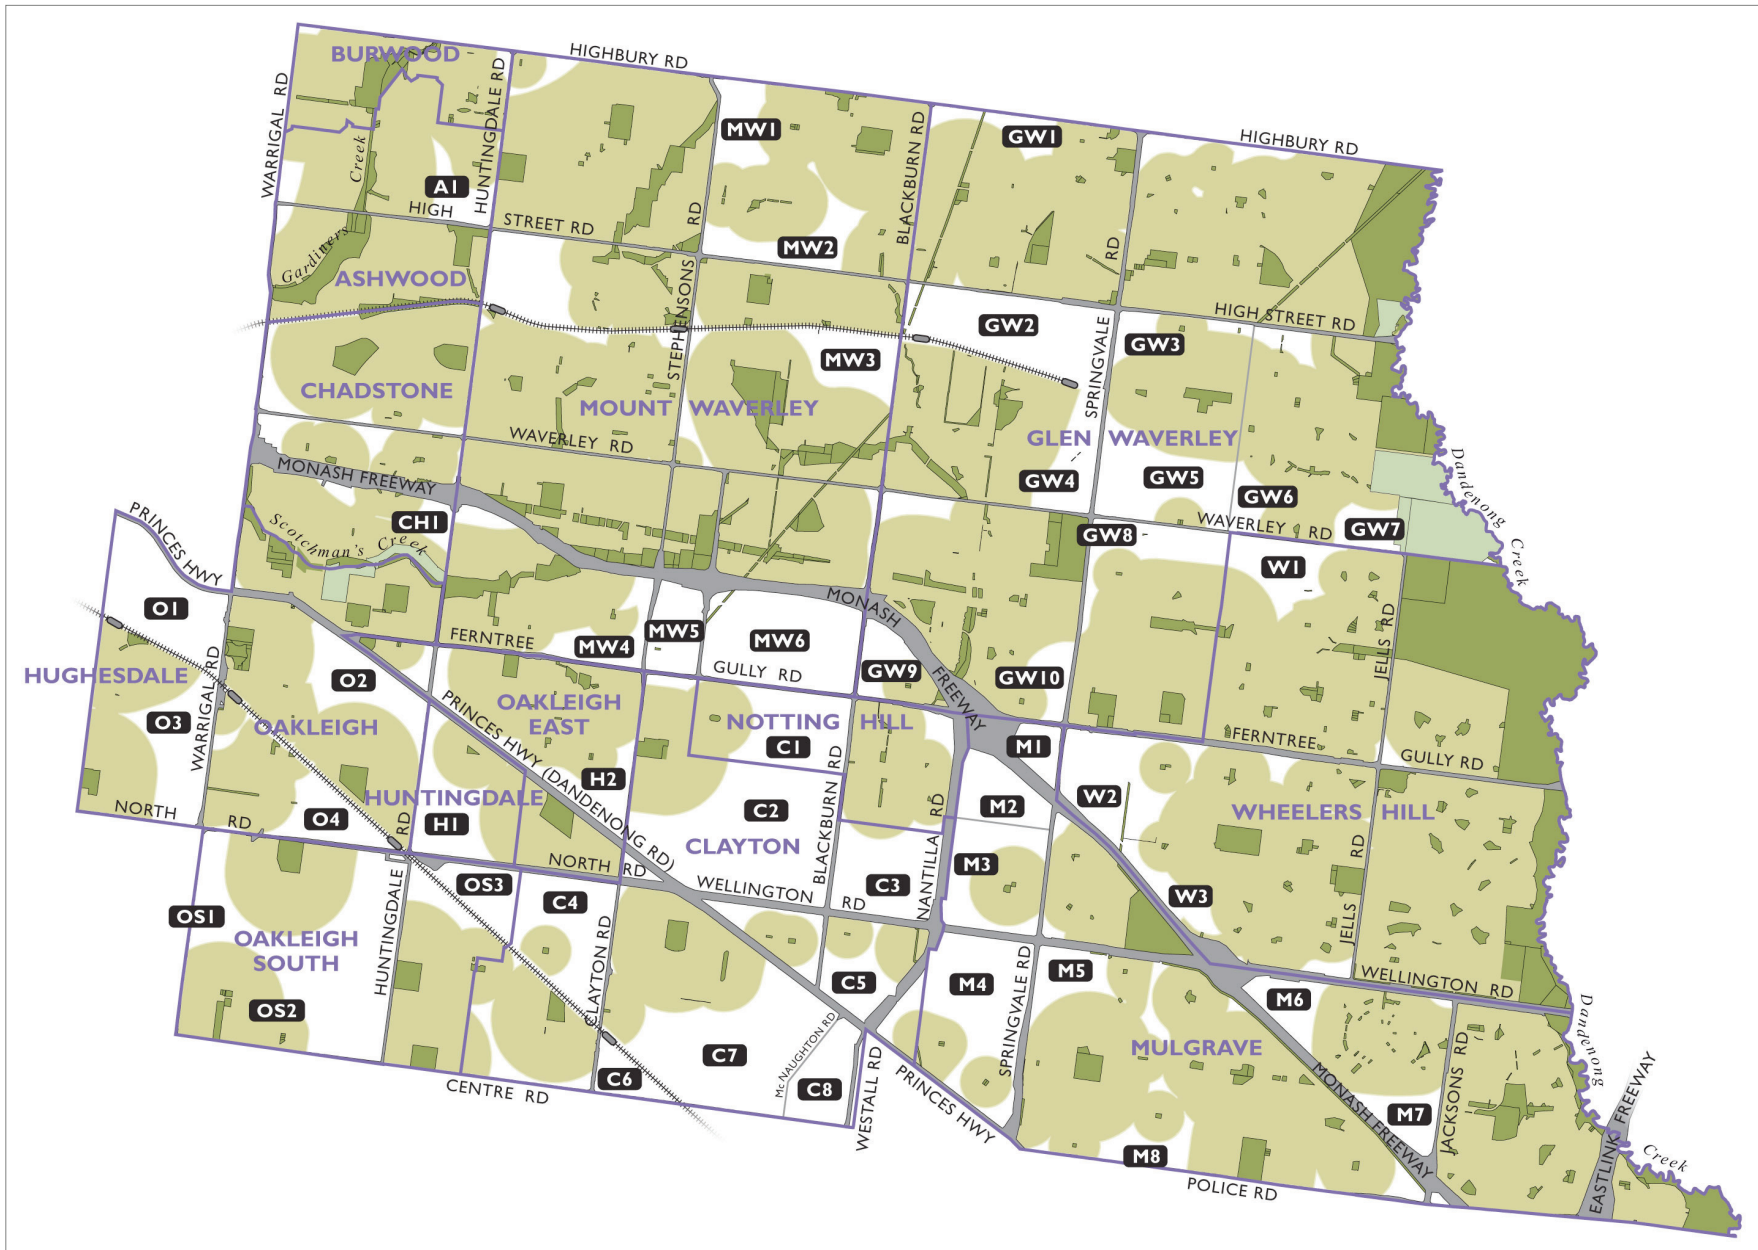 BURWOOD
HIGHBURY RD
WARRIGAL RD
HUNTINGDALE RD
MW1
BLACKBURN RD
GW1
HIGHBURY RD
Creek
A1
HIGH
STREET RD
RD
MW2
RD
Gardiners
ASHWOOD
STEPHENSONS
GW2
HIGH STREET RD
SPRINGVALE
GW3
MW3
CHADSTONE
MOUNT WAVERLEY
GLEN WAVERLEY
WAVERLEY RD
MONASH FREEWAY
GW4
GW5
GW6
Dandenong
Creek
PRINCES HWY
CH1
Scotchman's Creek
WAVERLEY RD
GW7
GW8
W1
O1
MONASH
FREEWAY
FERNTREE
MW4
MW5
MW6
GULLY RD
JELLS RD
HUGHESDALE
WARRIGAL RD
O2
GW9
GW10
O3
OAKLEIGH
OAKLEIGH
EAST
PRINCES HWY (DANDENONG RD)
NOTTING HILL
C1
M1
FERNTREE
GULLY RD
H2
BLACKBURN RD
NORTH
RD
O4
HUNTINGDALE
H1
C2
M2
W2
WHEELERS HILL
RD
NANTILLA RD
CLAYTON
JELLS RD
NORTH RD
M3
OS3
WELLINGTON
RD
C3
W3
OS1
C4
HUNTINGDALE
OAKLEIGH
SOUTH
CLAYTON RD
C5
M4
SPRINGVALE RD
M5
WELLINGTON RD
M6
OS2
McNAUGHTON RD
C7
MULGRAVE
Dandenong
JACKSONS RD
CENTRE RD
C6
C8
WESTALL RD
PRINCES HWY
MONASH FREEWAY
M7
EASTLINK FREEWAY
Creek
M8
POLICE RD